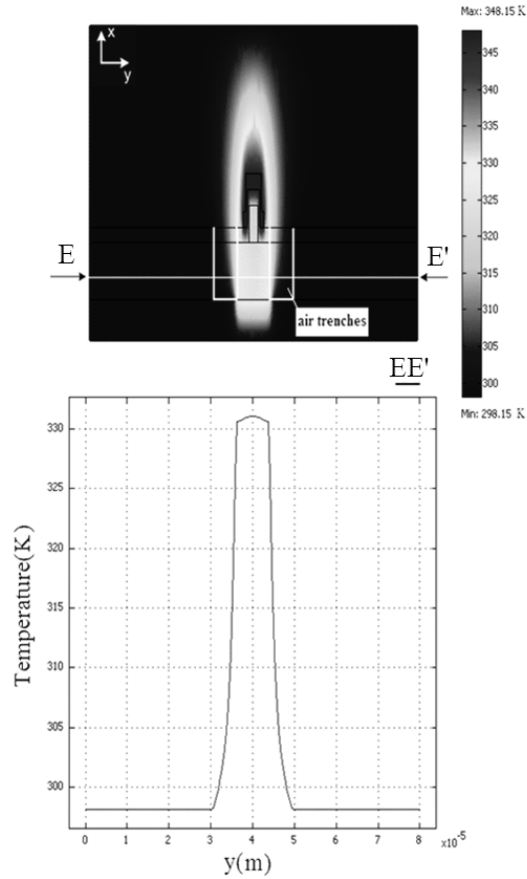 Max: 348.15 K
x
y
345
340
335
330
325
320
315
310
305
300
E
E'
air trenches
EE'
Min: 298.15 K
330
325
320
315
310
305
300
Temperature(K)
0
1
2
3
4
5
6
7
8
×10⁻⁵
y(m)